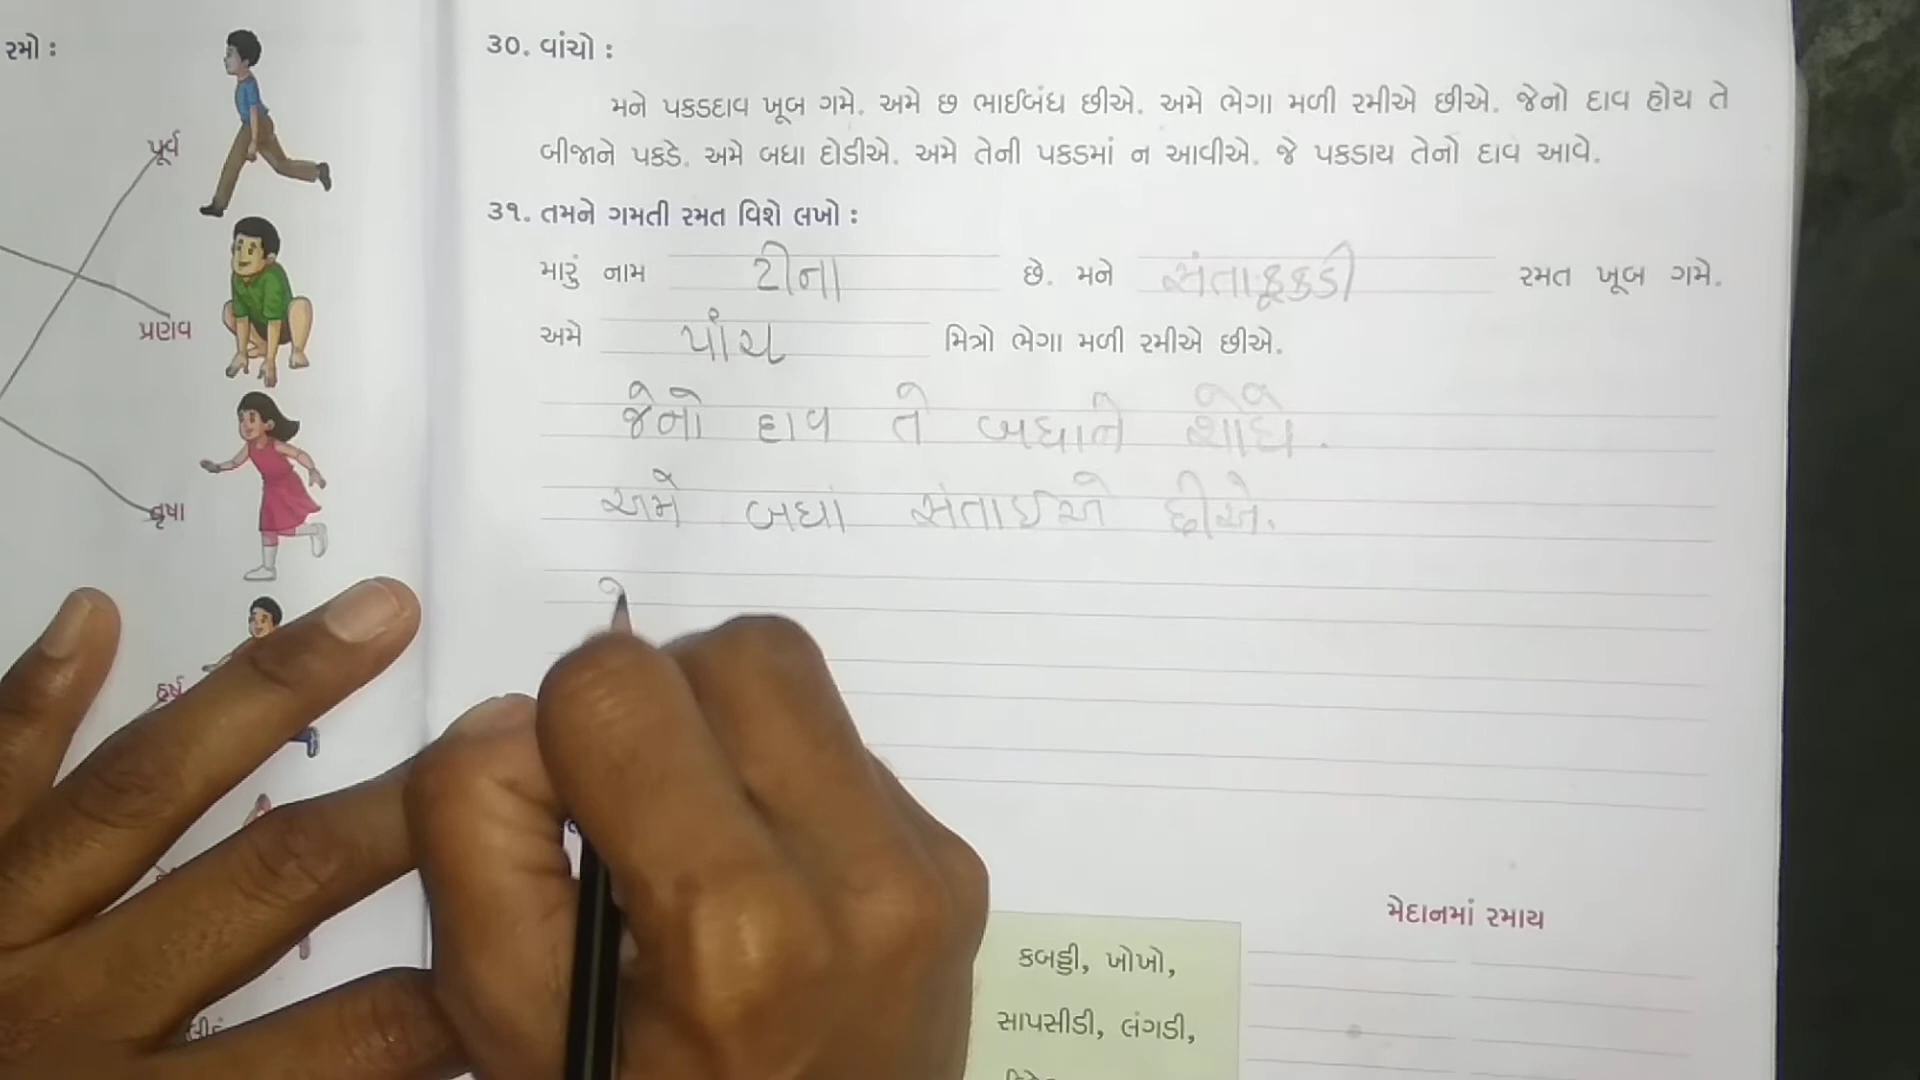 રમો :
પૂર્વ
પ્રણવ
વૃષા
હર્ષ
૩૦. વાંચો :
મને પકડદાવ ખૂબ ગમે. અમે છ ભાઈબંધ છીએ. અમે ભેગા મળી રમીએ છીએ. જેનો દાવ હોય તે
બીજાને પકડે. અમે બધા દોડીએ. અમે તેની પકડમાં ન આવીએ. જે પકડાય તેનો દાવ આવે.
૩૧. તમને ગમતી રમત વિશે લખો :
મારું નામ ટીના છે. મને સંતાકૂકડી રમત ખૂબ ગમે.
અમે પાંચ મિત્રો ભેગા મળી રમીએ છીએ.
જેનો દાવ તે બધાને શોધે.
અમે બધાં સંતાઈએ છીએ.
મેદાનમાં રમાય
કબડ્ડી, ખોખો,
સાપસીડી, લંગડી,